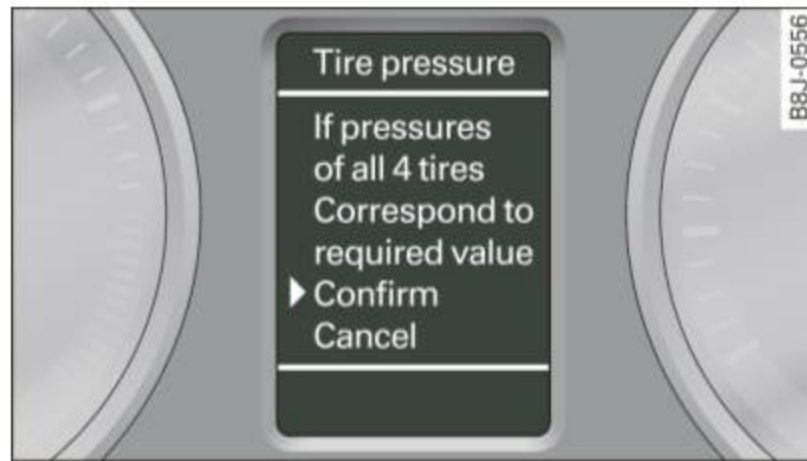 Tire pressure
If pressures
of all 4 tires
Correspond to
required value
Confirm
Cancel
B8J-0556